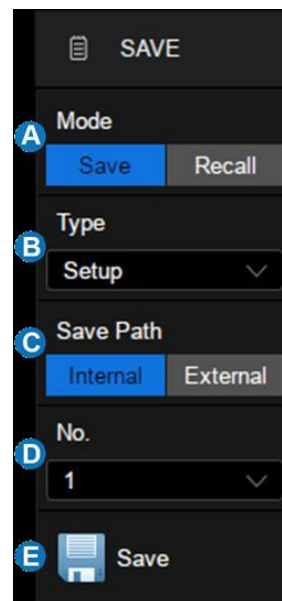 SAVE
A
Mode
Save Recall
B
Type
Setup
C
Save Path
Internal External
D
No.
1
E
Save